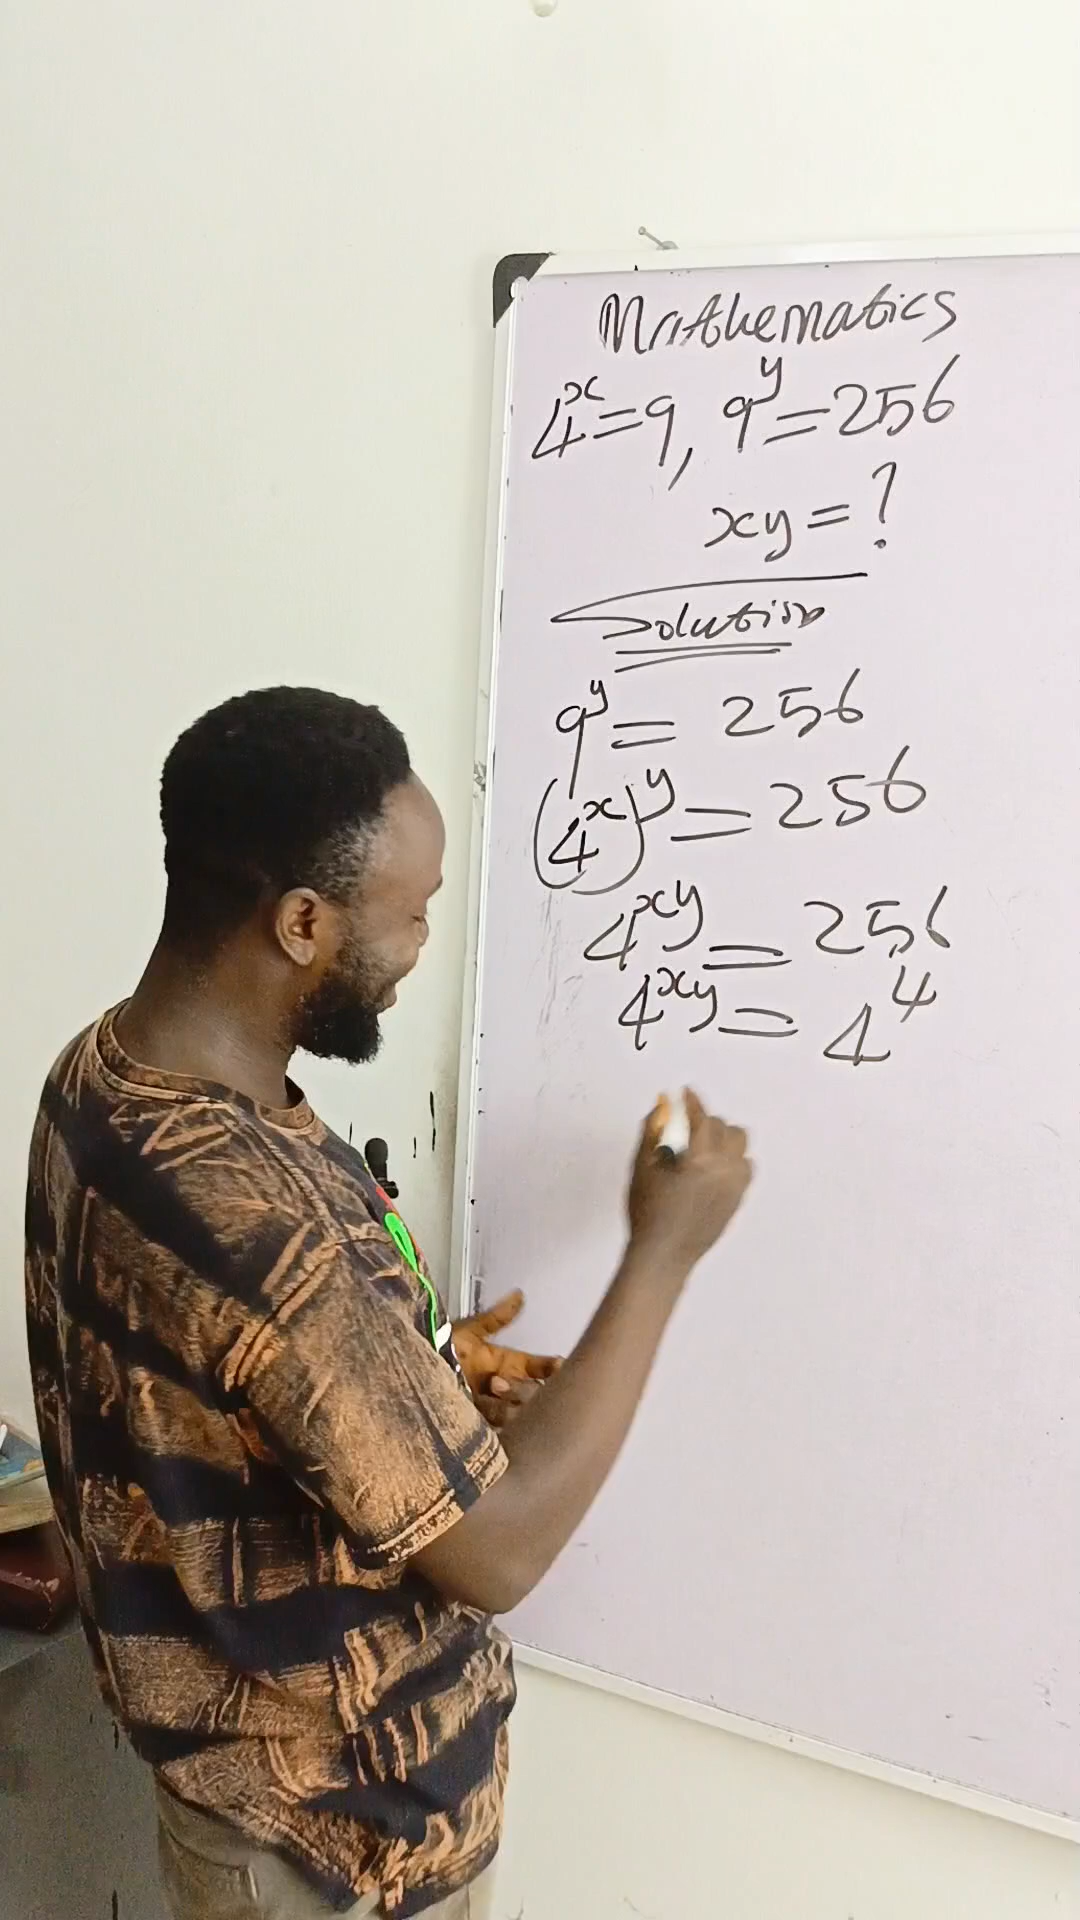 Mathematics
4^x = 9, 9^y = 256
xy = ?
Solution
9^y = 256
(4^x)^y = 256
4^xy = 256
4^xy = 4^4